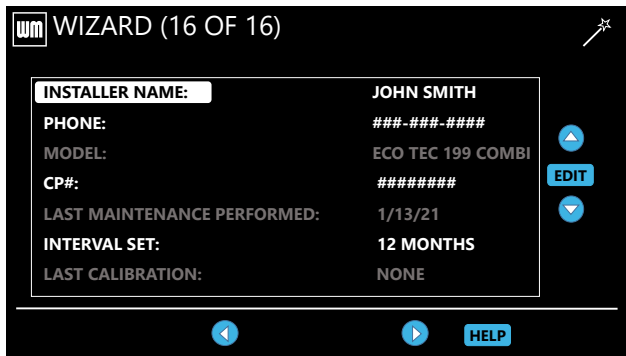 wm WIZARD (16 OF 16)
INSTALLER NAME: JOHN SMITH
PHONE: ###-###-####
MODEL: ECO TEC 199 COMBI
CP#: ########
EDIT
LAST MAINTENANCE PERFORMED: 1/13/21
INTERVAL SET: 12 MONTHS
LAST CALIBRATION: NONE
HELP